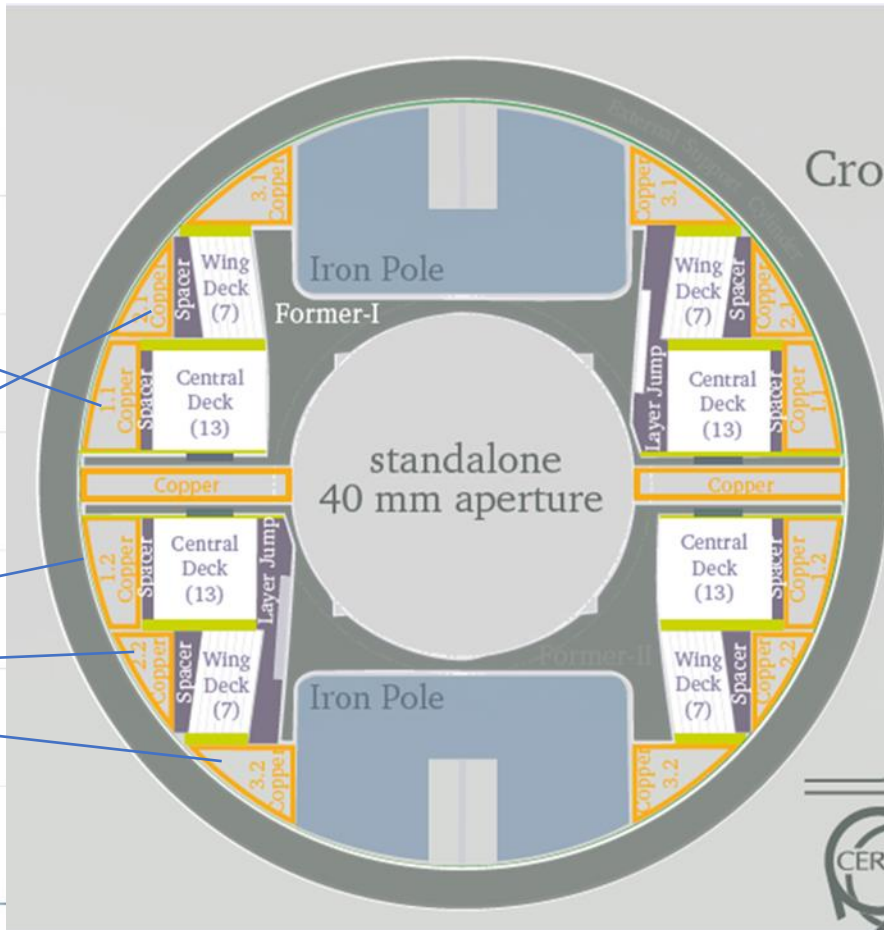 External Support Cylinder
Cro
3.1
Copper
Copper
3.1
Iron Pole
Wing
Deck
(7)
Spacer
2.1
Copper
Former-I
Wing
Deck
(7)
Spacer
Copper
2.1
1.1
Copper
Spacer
Central
Deck
(13)
Layer Jump
Central
Deck
(13)
Spacer
Copper
1.1
standalone
40 mm aperture
Copper
Copper
1.2
Copper
Spacer
Central
Deck
(13)
Layer Jump
Central
Deck
(13)
Spacer
Copper
1.2
2.2
Copper
Spacer
Wing
Deck
(7)
Former-II
Wing
Deck
(7)
Spacer
Copper
2.2
Iron Pole
3.2
Copper
Copper
3.2
CER